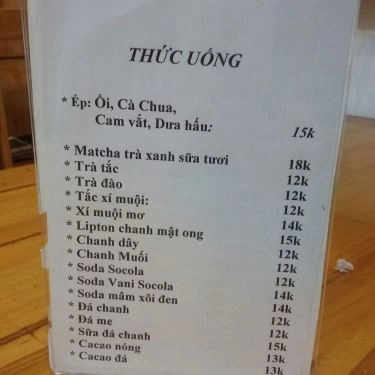 THỨC UỐNG
* Ép: Ổi, Cà Chua,
Cam vắt, Dưa hấu: 15k
* Matcha trà xanh sữa tươi 18k
* Trà tắc 12k
* Trà đào 12k
* Tắc xí muội: 12k
* Xí muội mơ 14k
* Lipton chanh mật ong 15k
* Chanh dây 12k
* Chanh Muối 12k
* Soda Socola 12k
* Soda Vani Socola 14k
* Soda mâm xôi đen 14k
* Đá chanh 12k
* Đá me 12k
* Sữa đá chanh 15k
* Cacao nóng 13k
* Cacao đá 13k